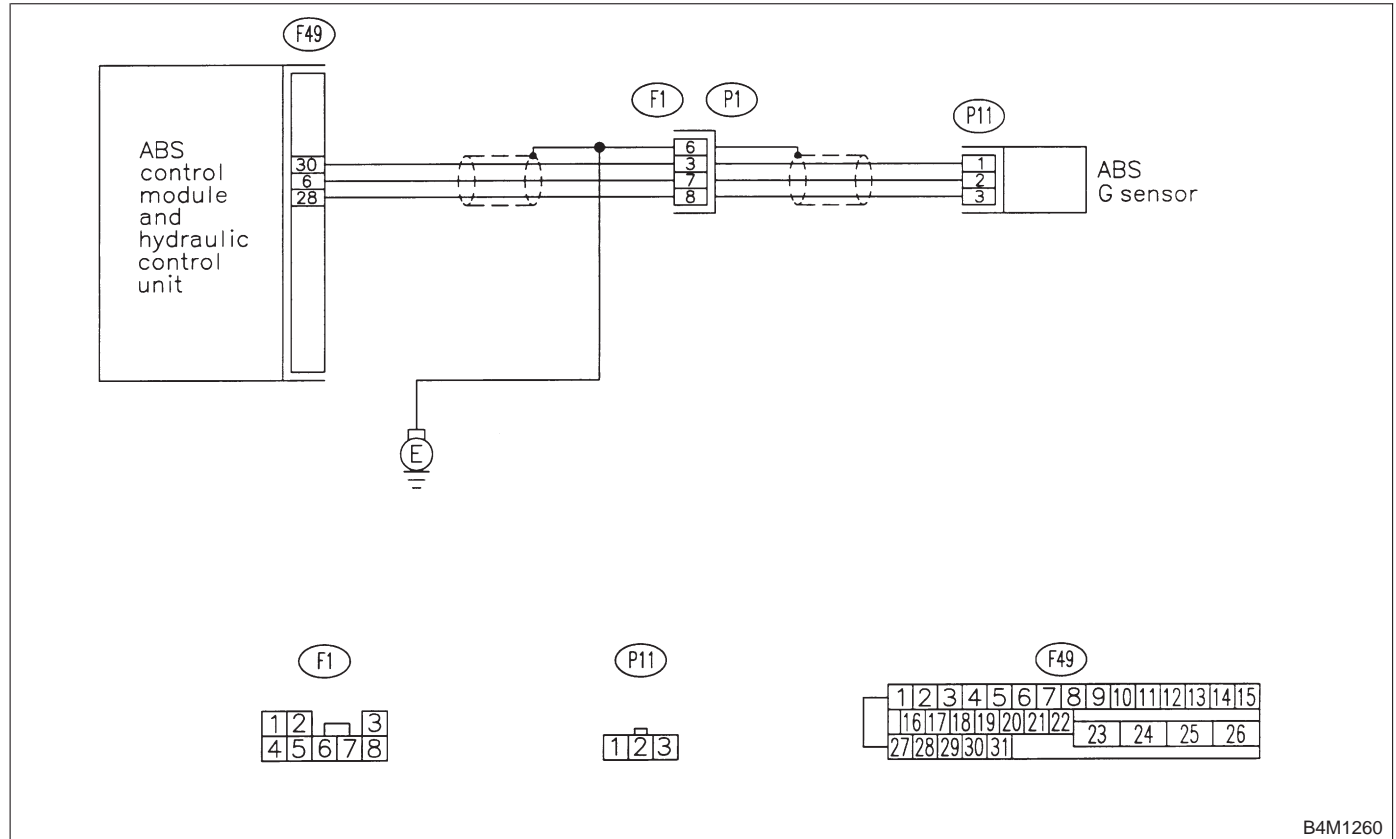 F49
F1 P1
P11
ABS
control
module
and
hydraulic
control
unit
30
6
28
6
3
7
8
1
2
3
ABS
G sensor
E
F1
P11
F49
1 2 3
4 5 6 7 8
1 2 3
1 2 3 4 5 6 7 8 9 10 11 12 13 14 15
16 17 18 19 20 21 22
23 24 25 26
27 28 29 30 31
B4M1260